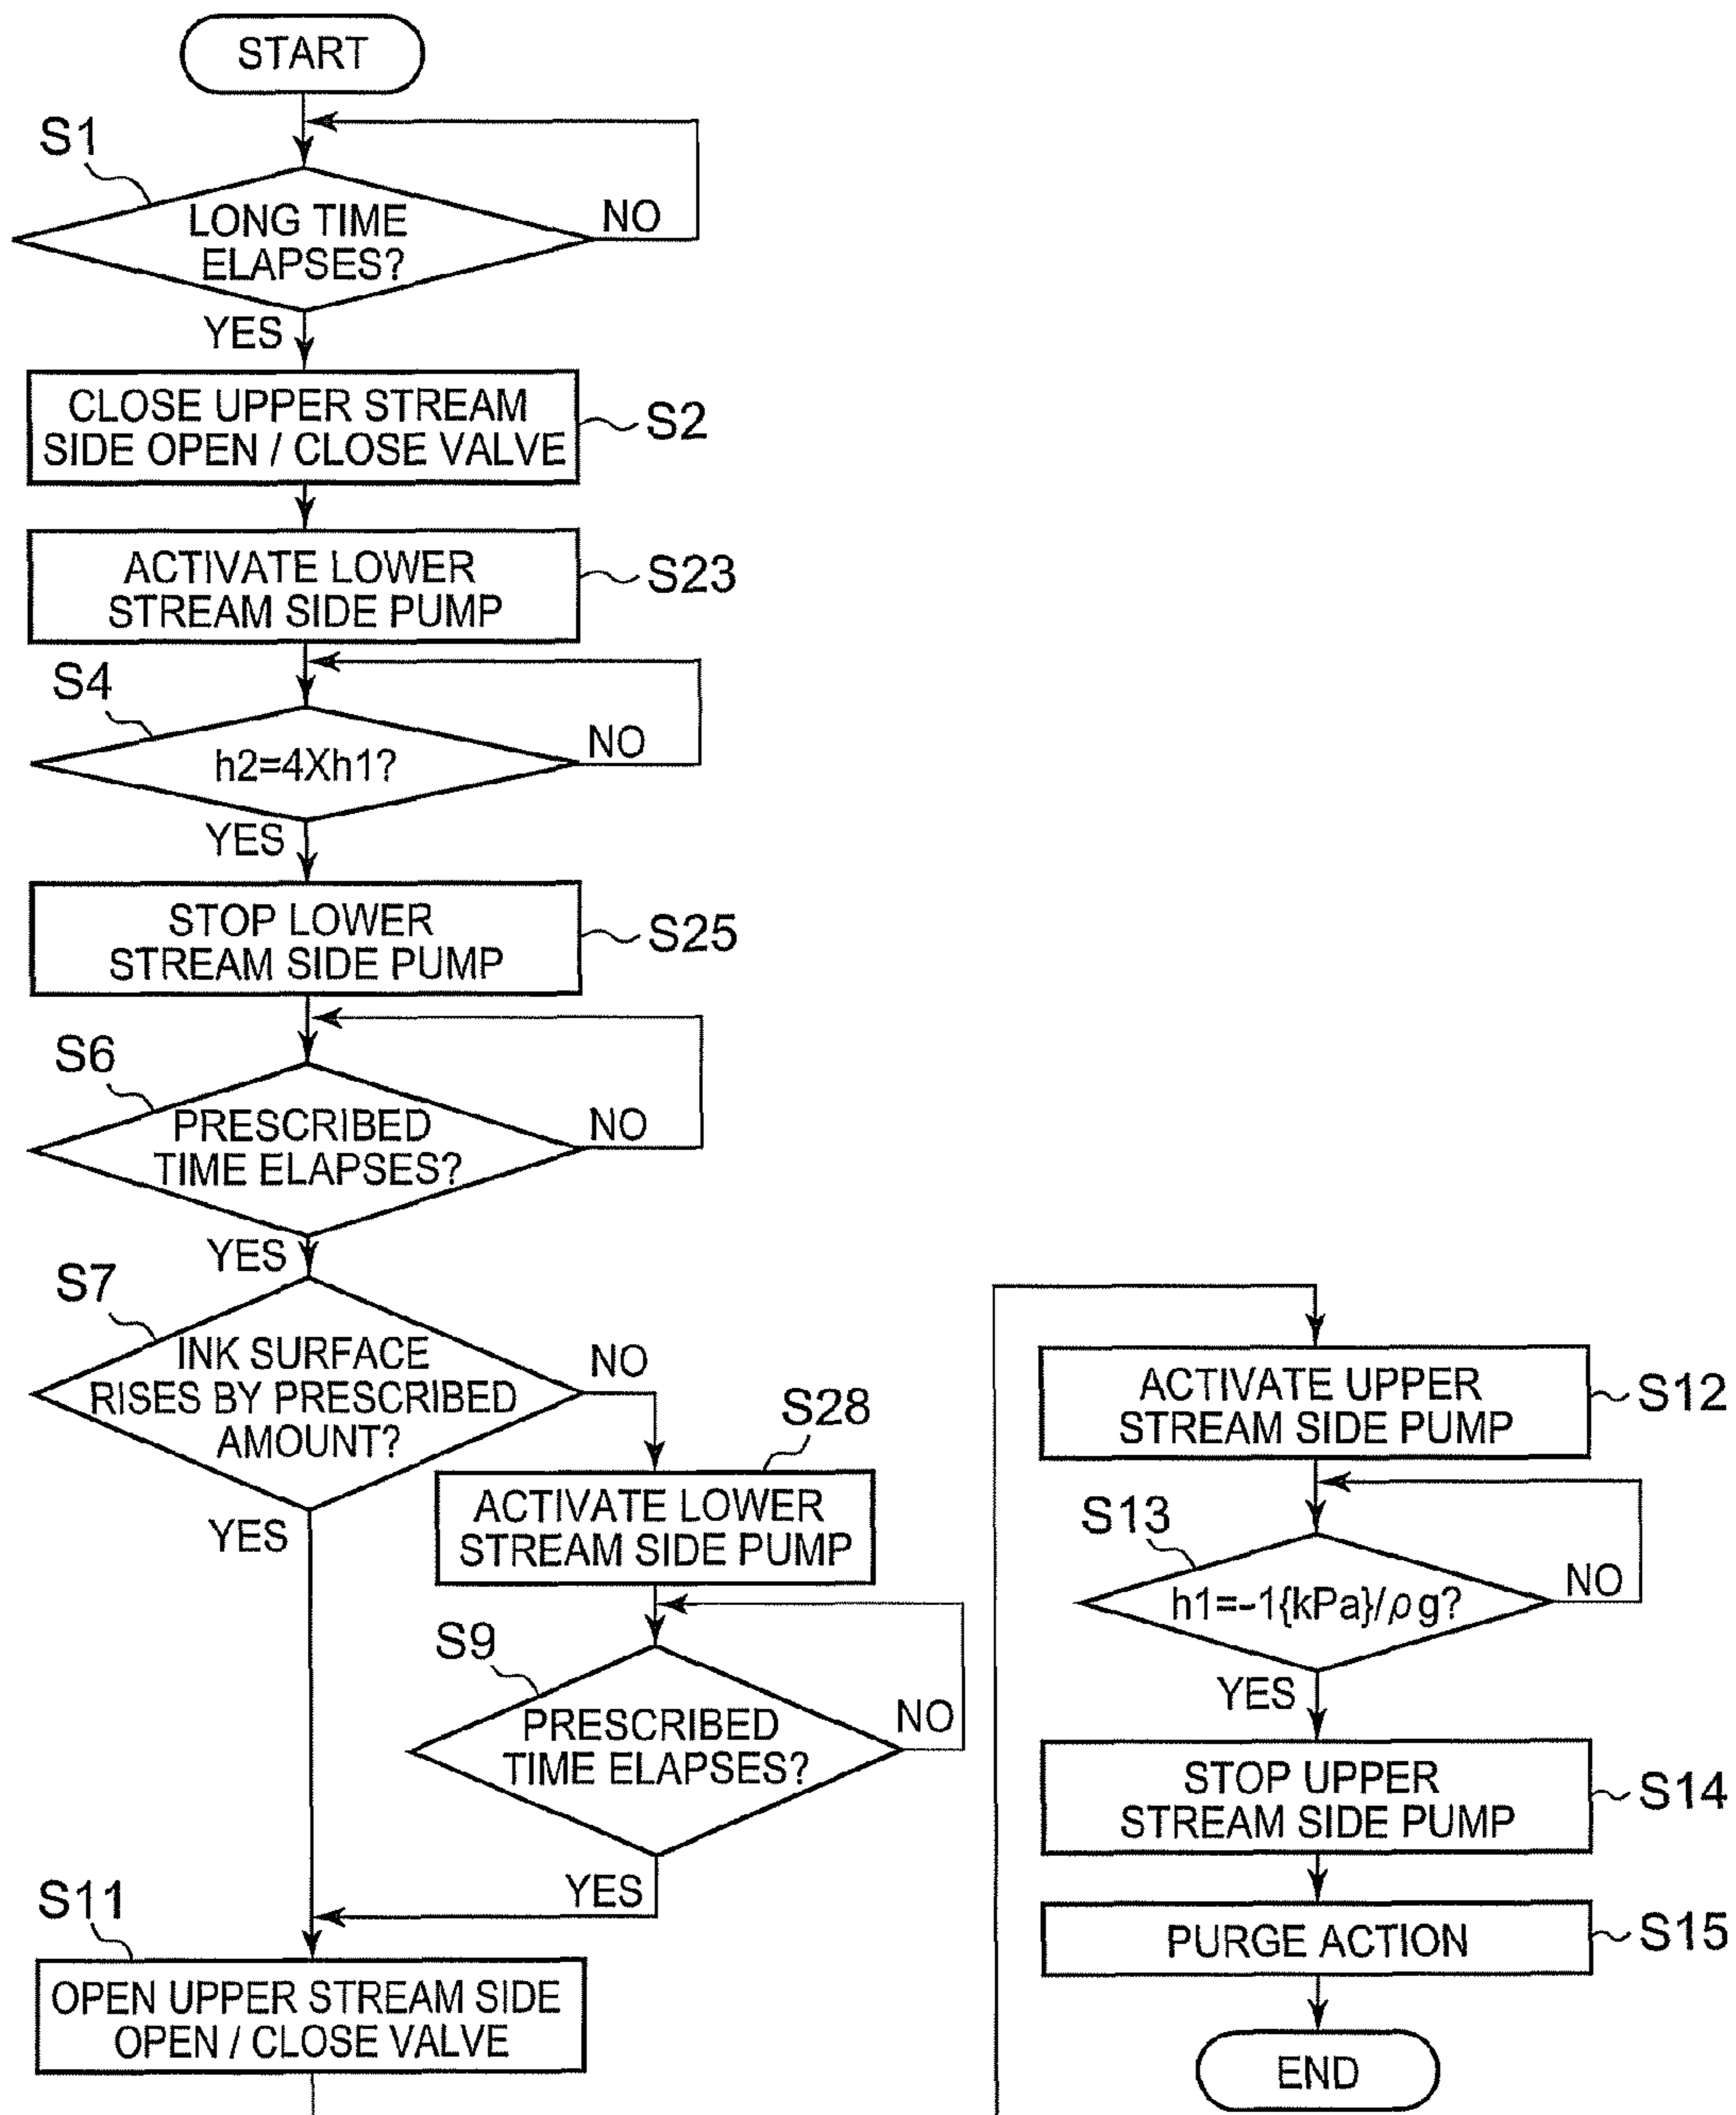 START
S1
LONG TIME
ELAPSES?
NO
YES
CLOSE UPPER STREAM
SIDE OPEN / CLOSE VALVE
S2
ACTIVATE LOWER
STREAM SIDE PUMP
S23
S4
h2=4Xh1?
NO
YES
STOP LOWER
STREAM SIDE PUMP
S25
S6
PRESCRIBED
TIME ELAPSES?
NO
YES
S7
INK SURFACE
RISES BY PRESCRIBED
AMOUNT?
NO
YES
S28
ACTIVATE LOWER
STREAM SIDE PUMP
S9
PRESCRIBED
TIME ELAPSES?
NO
YES
S11
OPEN UPPER STREAM SIDE
OPEN / CLOSE VALVE
ACTIVATE UPPER
STREAM SIDE PUMP
S12
S13
h1=-1{kPa}/ρg?
NO
YES
STOP UPPER
STREAM SIDE PUMP
S14
PURGE ACTION
S15
END